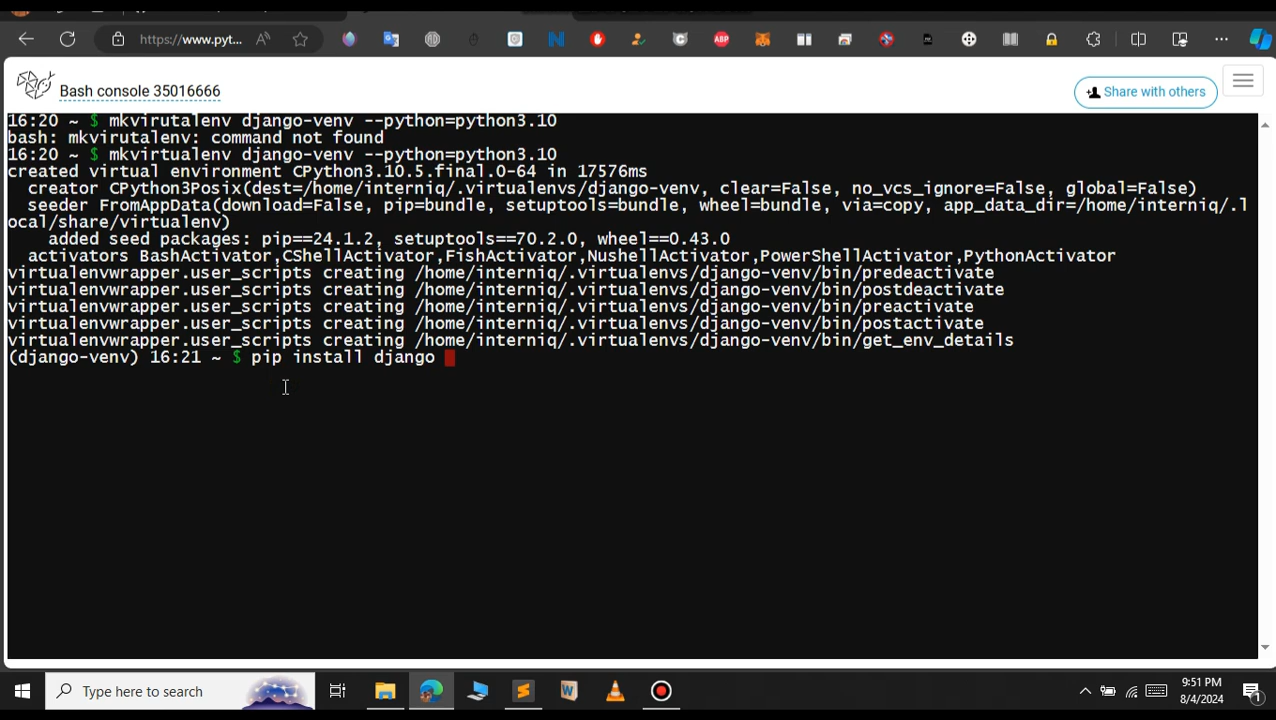 https://www.pyt...
Bash console 35016666
Share with others
16:20 ~ $ mkvirutalenv django-venv --python=python3.10
bash: mkvirutalenv: command not found
16:20 ~ $ mkvirtualenv django-venv --python=python3.10
created virtual environment CPython3.10.5.final.0-64 in 17576ms
creator CPython3Posix(dest=/home/interniq/.virtualenvs/django-venv, clear=False, no_vcs_ignore=False, global=False)
seeder FromAppData(download=False, pip=bundle, setuptools=bundle, wheel=bundle, via=copy, app_data_dir=/home/interniq/.l
ocal/share/virtualenv)
added seed packages: pip==24.1.2, setuptools==70.2.0, wheel==0.43.0
activators BashActivator,CShellActivator,FishActivator,NushellActivator,PowerShellActivator,PythonActivator
virtualenvwrapper.user_scripts creating /home/interniq/.virtualenvs/django-venv/bin/predeactivate
virtualenvwrapper.user_scripts creating /home/interniq/.virtualenvs/django-venv/bin/postdeactivate
virtualenvwrapper.user_scripts creating /home/interniq/.virtualenvs/django-venv/bin/preactivate
virtualenvwrapper.user_scripts creating /home/interniq/.virtualenvs/django-venv/bin/postactivate
virtualenvwrapper.user_scripts creating /home/interniq/.virtualenvs/django-venv/bin/get_env_details
(django-venv) 16:21 ~ $ pip install django
Type here to search
9:51 PM
8/4/2024